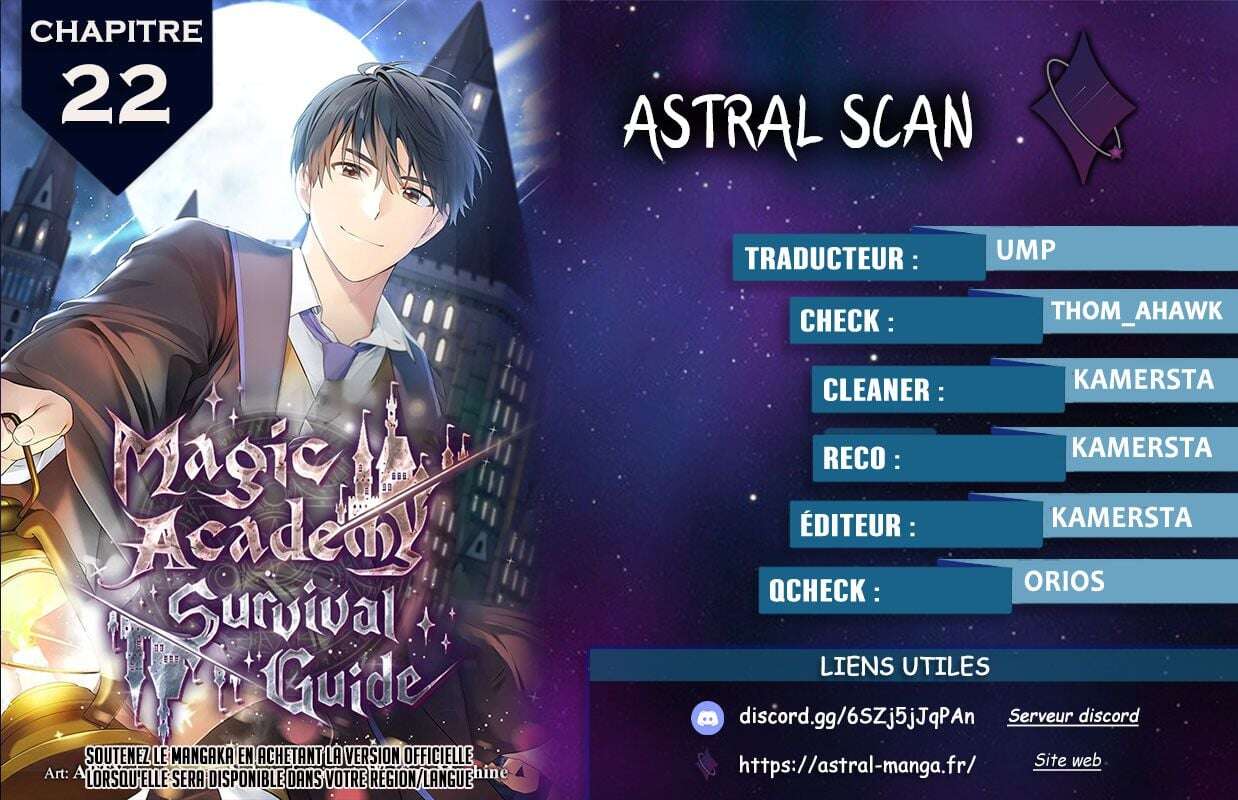 CHAPITRE
22
Magic
Academy
Survival
Guide
SOUTENEZ LE MANGAKA EN ACHETANT LA VERSION OFFICIELLE
LORSQU'ELLE SERA DISPONIBLE DANS VOTRE RÉGION/LANGUE
Art:
ASTRAL SCAN
TRADUCTEUR : UMP
CHECK : THOM_AHAWK
CLEANER : KAMERSTA
RECO : KAMERSTA
ÉDITEUR : KAMERSTA
QCHECK : ORIOS
LIENS UTILES
discord.gg/6SZj5jJqPAn Serveur discord
https://astral-manga.fr/ Site web